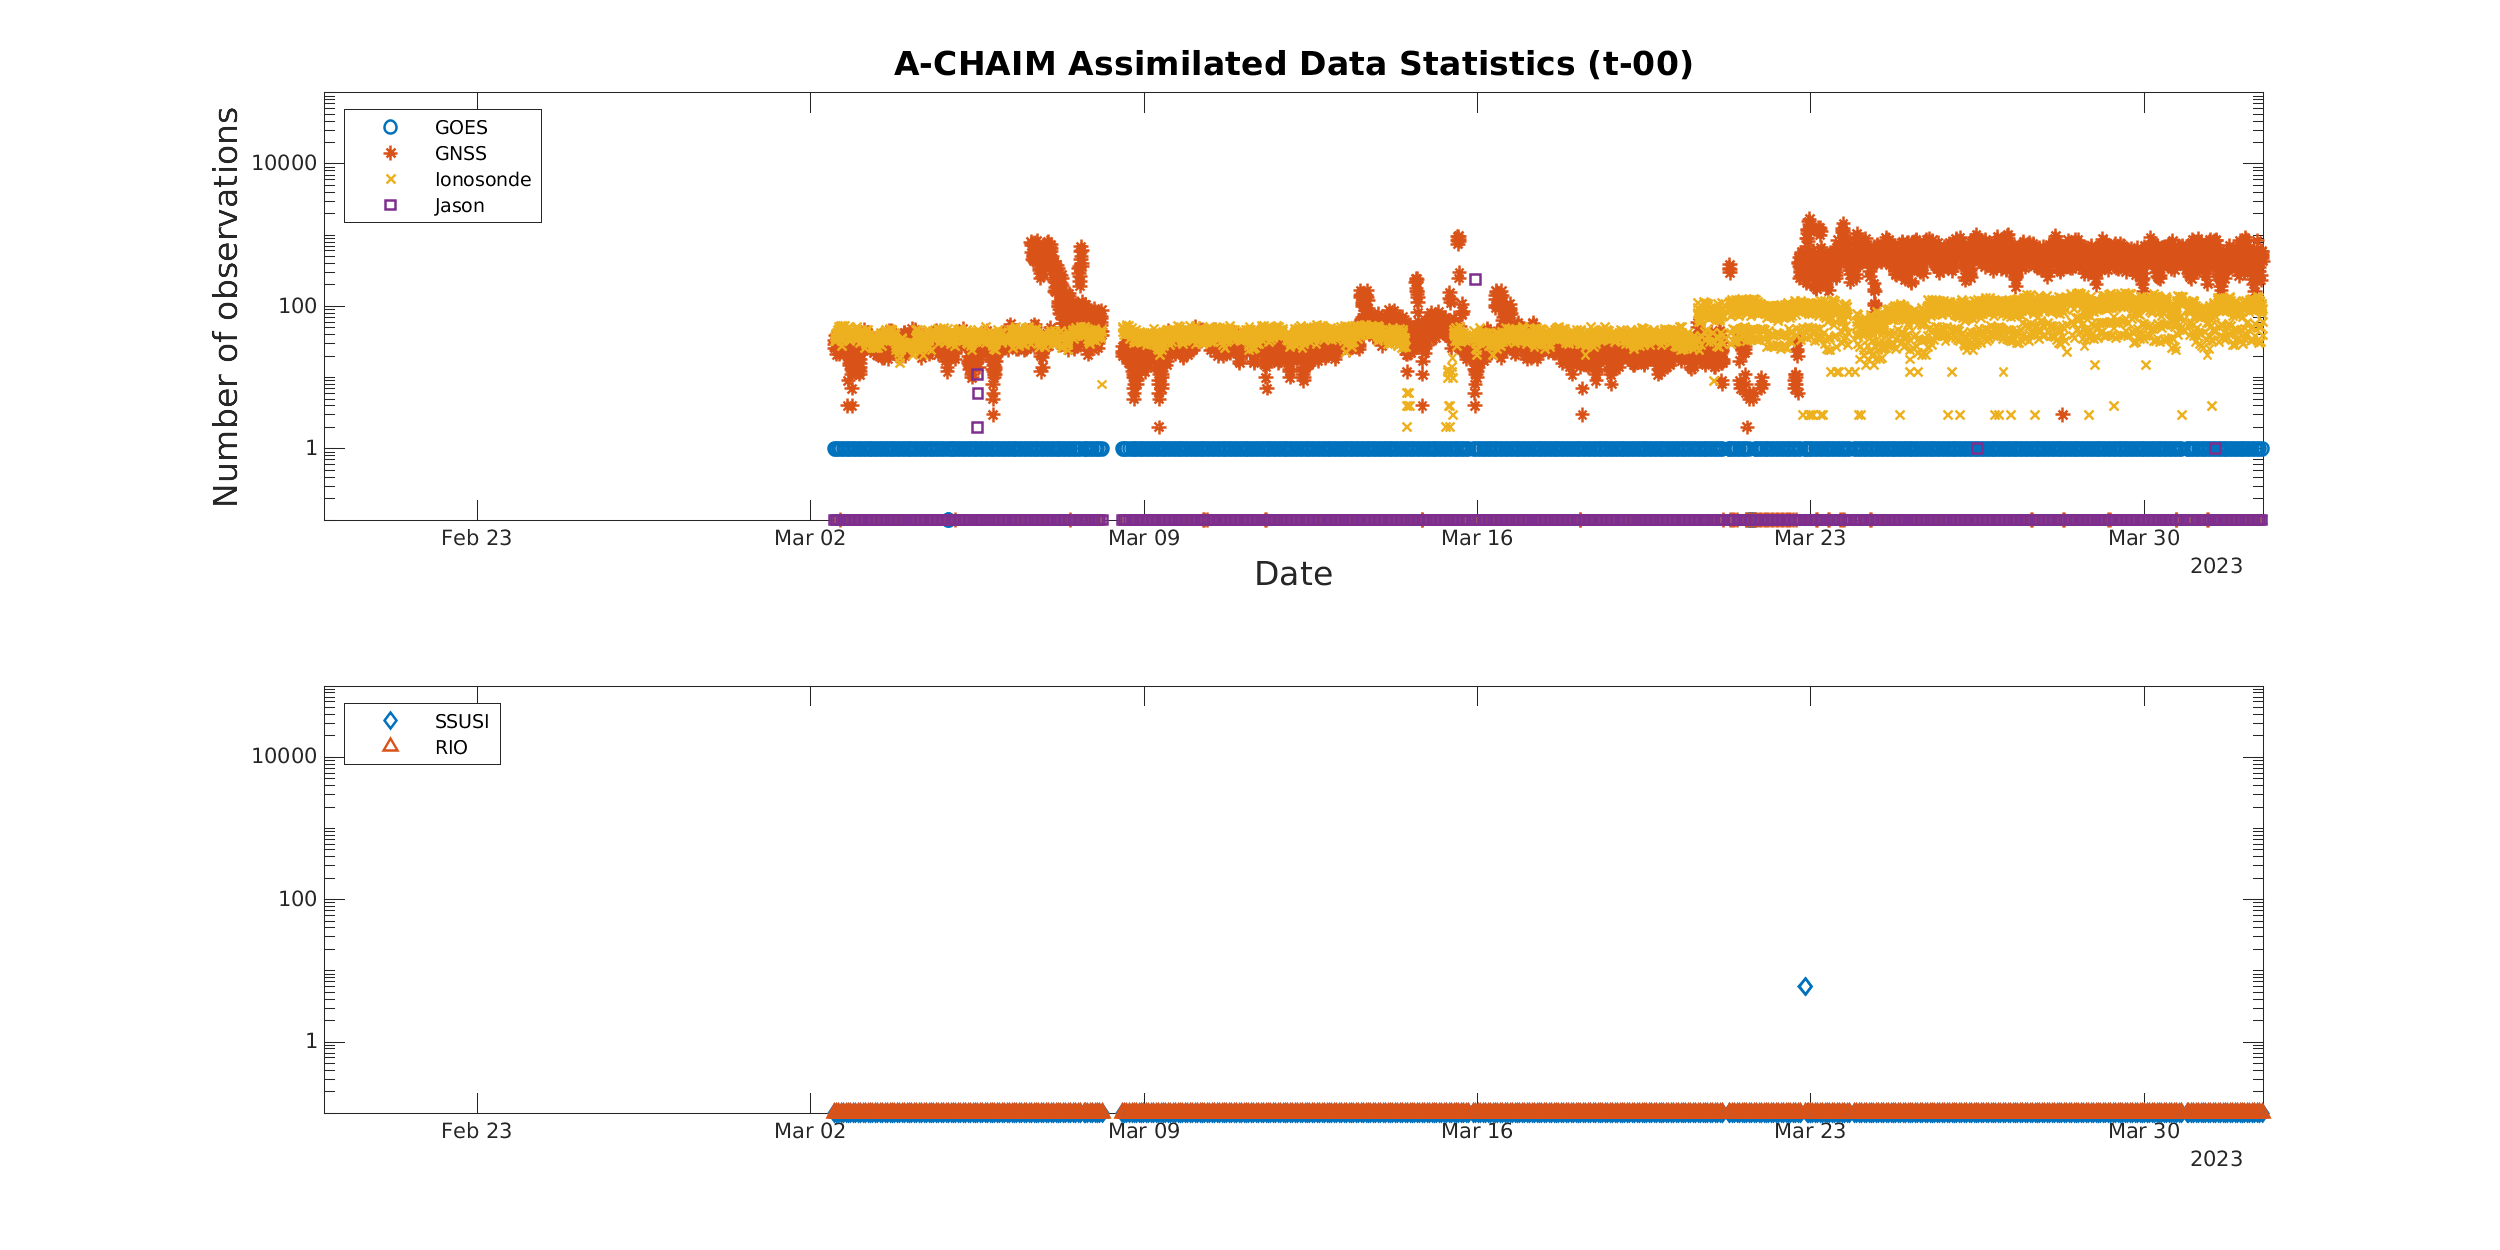 A-CHAIM Assimilated Data Statistics (t-00)
Number of observations
GOES
GNSS
Ionosonde
Jason
10000
100
1
Feb 23 Mar 02 Mar 09 Mar 16 Mar 23 Mar 30
2023
Date
SSUSI
RIO
10000
100
1
Feb 23 Mar 02 Mar 09 Mar 16 Mar 23 Mar 30
2023